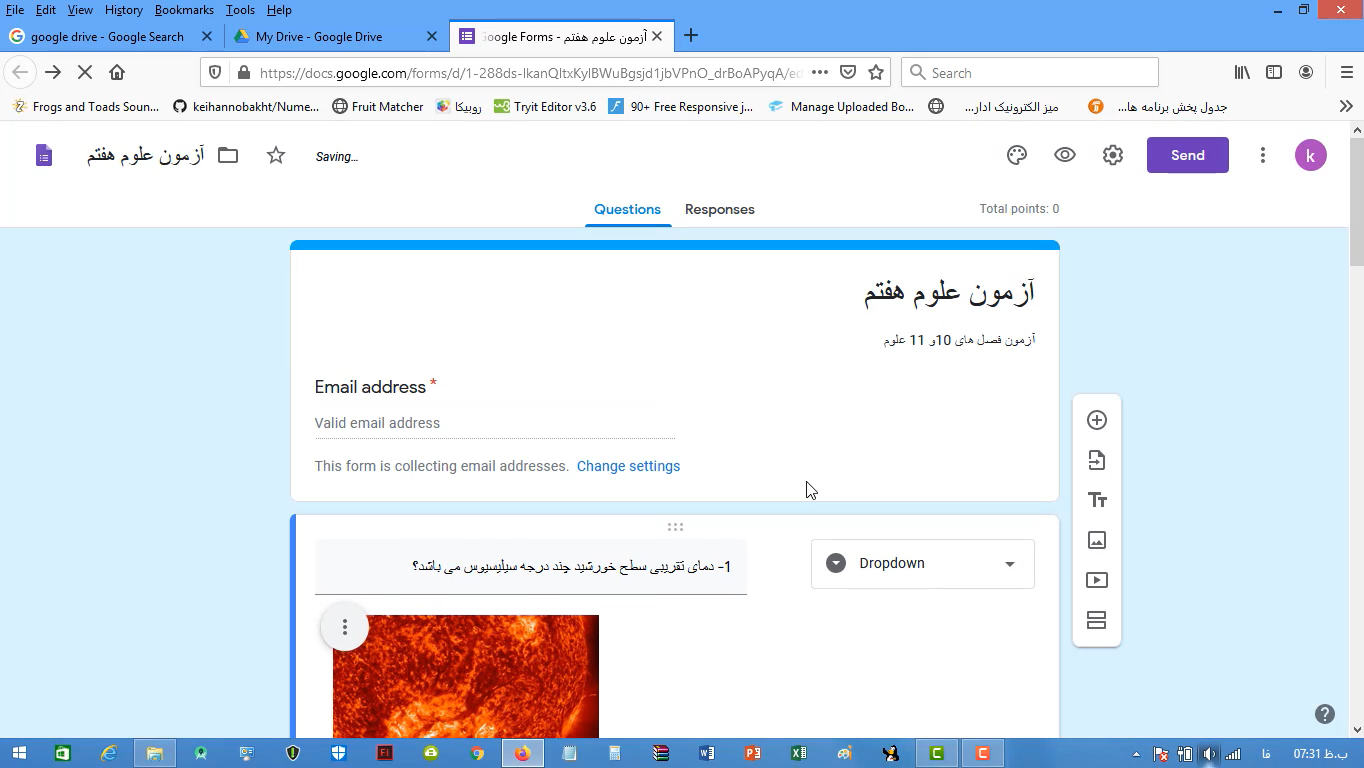 File Edit View History Bookmarks Tools Help
google drive - Google Search
My Drive - Google Drive
آزمون علوم هفتم - Google Forms
https://docs.google.com/forms/d/1-288ds-lkanQltxKylBWuBgsjd1jbVPnO_drBoAPyqA/ed
Search
Frogs and Toads Soun...
keihannobakht/Nume...
Fruit Matcher
روبیکا
Tryit Editor v3.6
90+ Free Responsive j...
Manage Uploaded Bo...
میز الکترونیک ادار...
جدول پخش برنامه ها...
آزمون علوم هفتم
Saving...
Send
k
Questions
Responses
Total points: 0
آزمون علوم هفتم
آزمون فصل های 10و 11 علوم
Email address *
Valid email address
This form is collecting email addresses. Change settings
1- دمای تقریبی سطح خورشید چند درجه سیلیسیوس می باشد؟
Dropdown
فا
07:31 ب.ظ